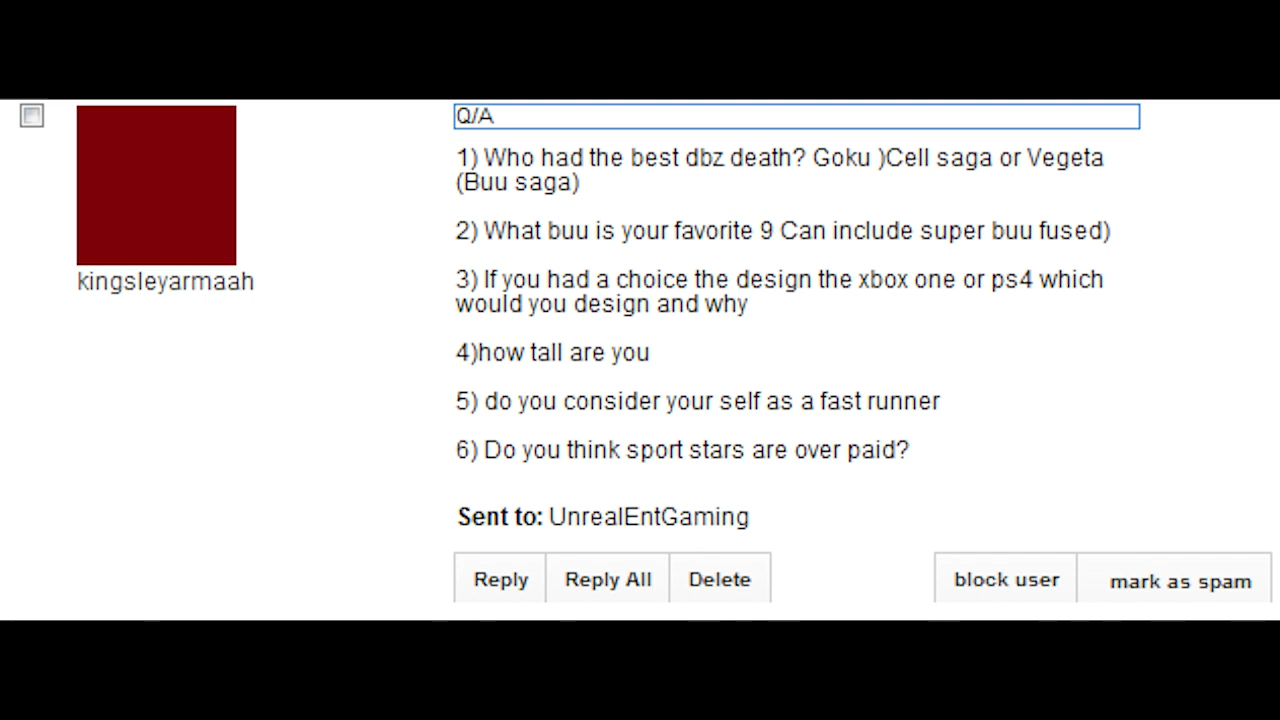 Q/A
1) Who had the best dbz death? Goku )Cell saga or Vegeta
(Buu saga)
2) What buu is your favorite 9 Can include super buu fused)
kingsleyarmaah
3) If you had a choice the design the xbox one or ps4 which
would you design and why
4)how tall are you
5) do you consider your self as a fast runner
6) Do you think sport stars are over paid?
Sent to: UnrealEntGaming
Reply Reply All Delete block user mark as spam